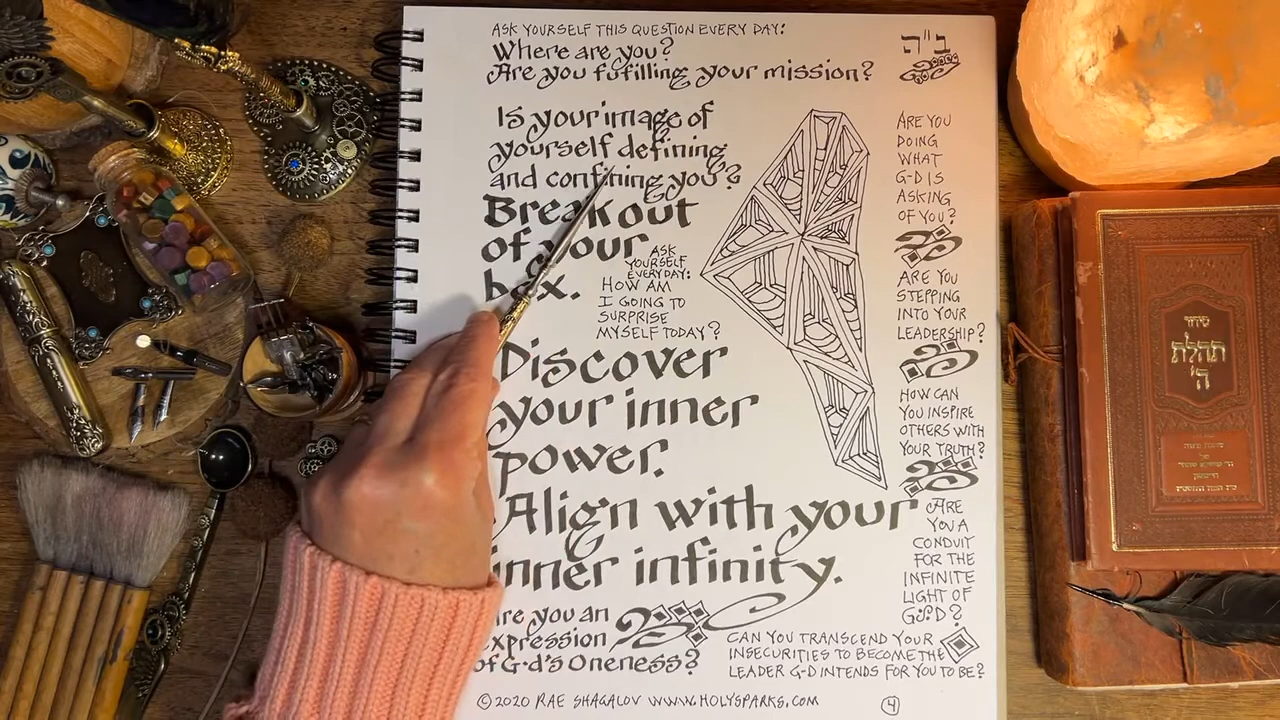 ASK YOURSELF THIS QUESTION EVERY DAY:
Where are you?
Are you fufilling your mission?
ב"ה
Is your image of
yourself defining
and confining you?
Break out
of your
box.
ASK
YOURSELF
EVERY DAY:
HOW AM
I GOING TO
SURPRISE
MYSELF TODAY?
Discover
your inner
power.
Align with your
inner infinity.
Are you an
expression
of G-d's Oneness?
ARE YOU
DOING
WHAT
G-D IS
ASKING
OF YOU?
ARE YOU
STEPPING
INTO YOUR
LEADERSHIP?
HOW CAN
YOU INSPIRE
OTHERS WITH
YOUR TRUTH?
ARE
YOU A
CONDUIT
FOR THE
INFINITE
LIGHT OF
G-D?
CAN YOU TRANSCEND YOUR
INSECURITIES TO BECOME THE
LEADER G-D INTENDS FOR YOU TO BE?
© 2020 RAE SHAGALOV WWW.HOLYSPARKS.COM
4
סידור
תהלת
ה'